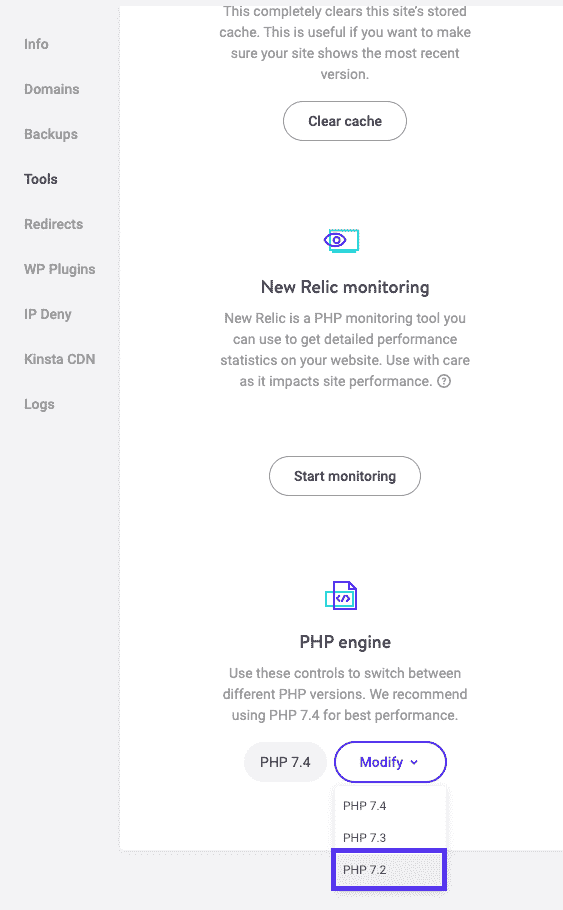 Info
Domains
Backups
Tools
Redirects
WP Plugins
IP Deny
Kinsta CDN
Logs
This completely clears this site's stored
cache. This is useful if you want to make
sure your site shows the most recent
version.
Clear cache
New Relic monitoring
New Relic is a PHP monitoring tool you
can use to get detailed performance
statistics on your website. Use with care
as it impacts site performance. ?
Start monitoring
PHP engine
Use these controls to switch between
different PHP versions. We recommend
using PHP 7.4 for best performance.
PHP 7.4 Modify
PHP 7.4
PHP 7.3
PHP 7.2